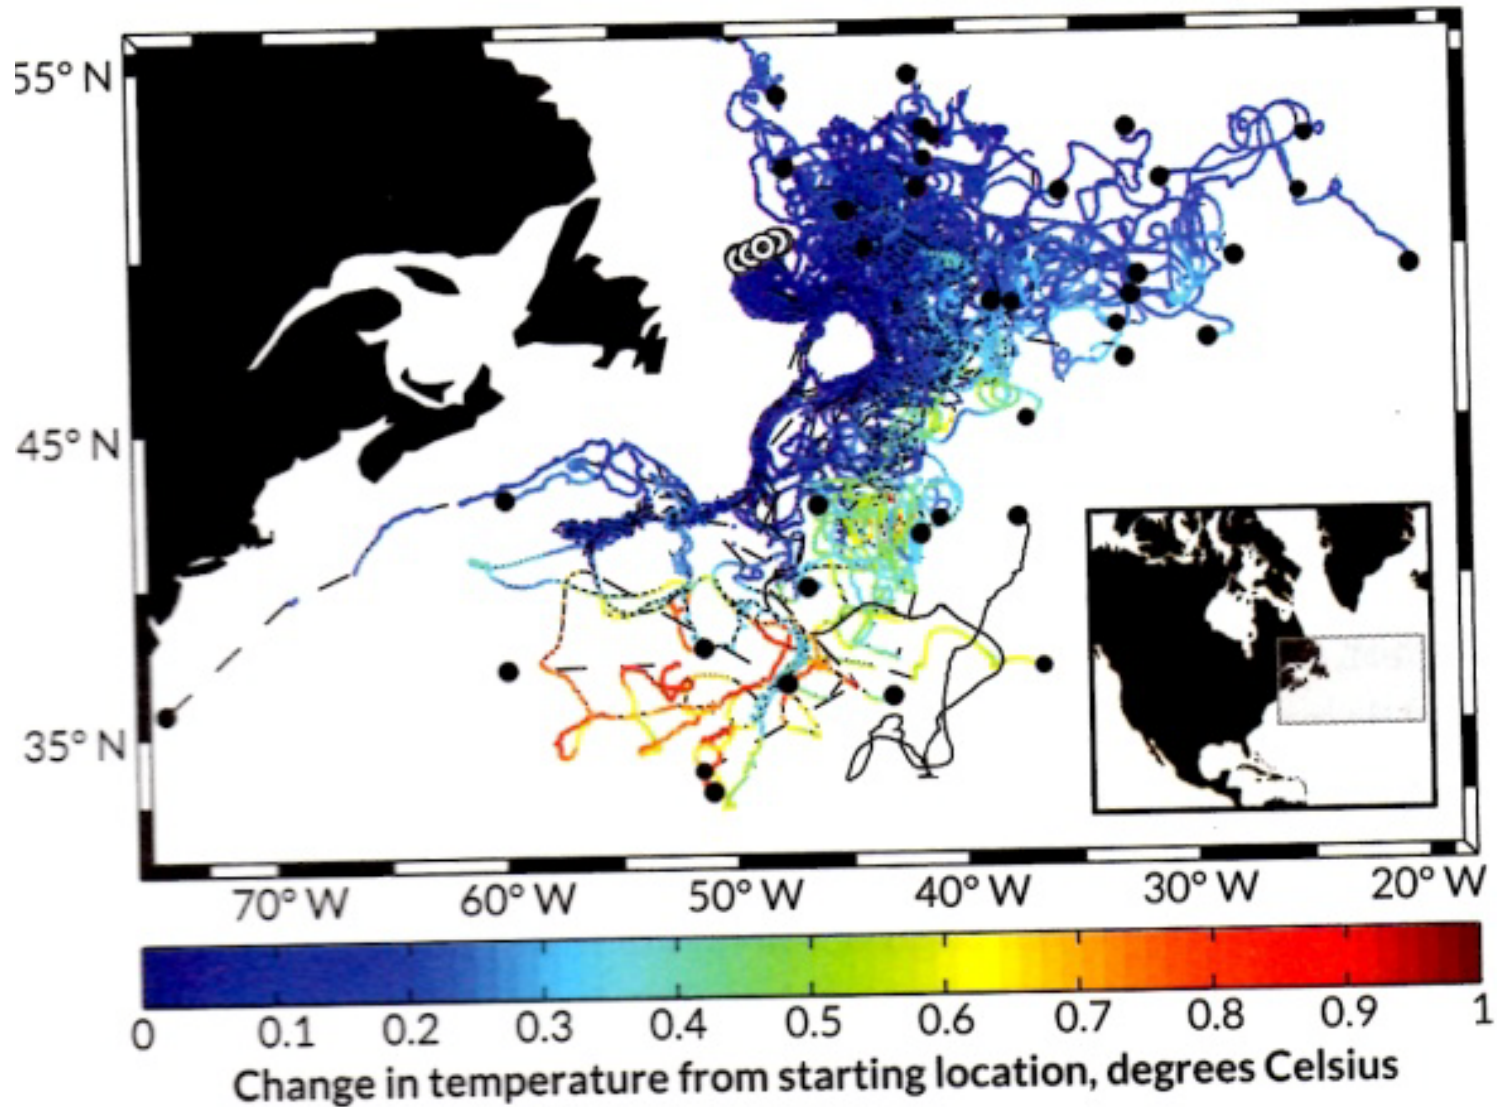 55° N
45° N
35° N
70° W 60° W 50° W 40° W 30° W 20° W
0 0.1 0.2 0.3 0.4 0.5 0.6 0.7 0.8 0.9 1
Change in temperature from starting location, degrees Celsius